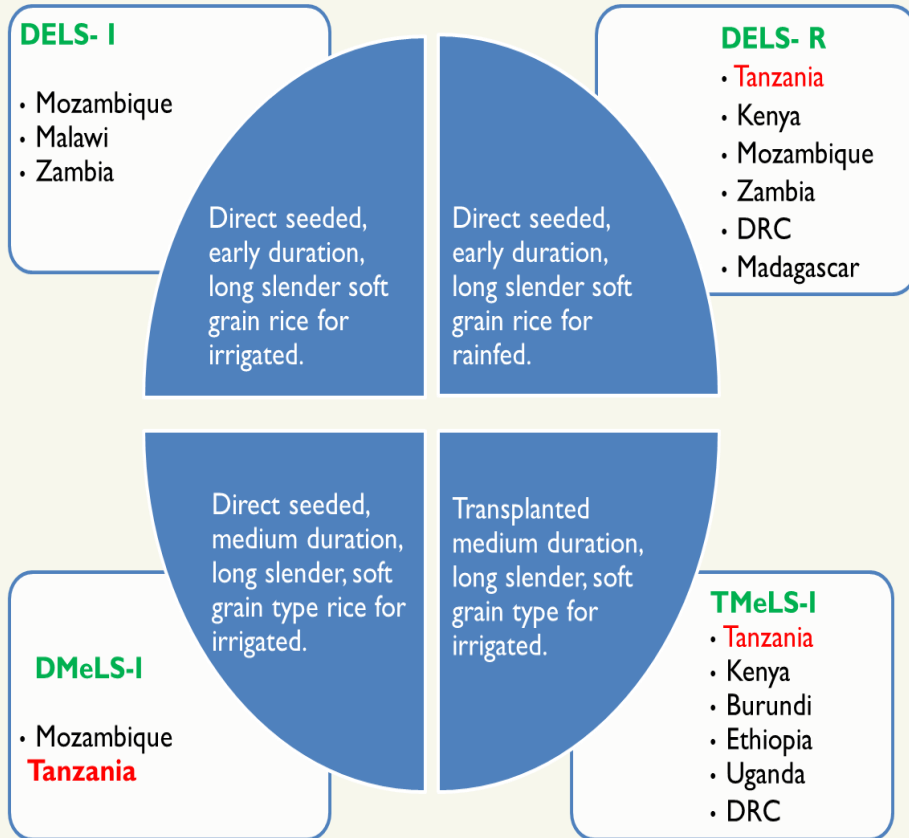 DELS- I
• Mozambique
• Malawi
• Zambia
Direct seeded,
early duration,
long slender soft
grain rice for
irrigated.
DELS- R
• Tanzania
• Kenya
• Mozambique
• Zambia
• DRC
• Madagascar
Direct seeded,
early duration,
long slender soft
grain rice for
rainfed.
DMeLS-I
• Mozambique
Tanzania
Direct seeded,
medium duration,
long slender, soft
grain type rice for
irrigated.
Transplanted
medium duration,
long slender, soft
grain type for
irrigated.
TMeLS-I
• Tanzania
• Kenya
• Burundi
• Ethiopia
• Uganda
• DRC